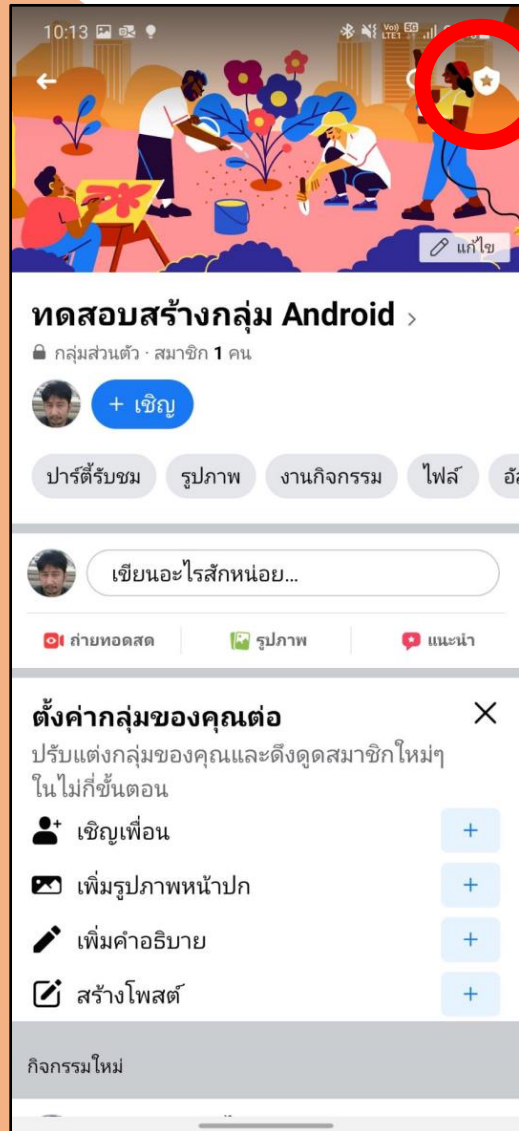 10:13
Vo) 5G
LTE1
แก้ไข
ทดสอบสร้างกลุ่ม Android >
กลุ่มส่วนตัว · สมาชิก 1 คน
+ เชิญ
ปาร์ตี้รับชม รูปภาพ งานกิจกรรม ไฟล์
เขียนอะไรสักหน่อย...
ถ่ายทอดสด รูปภาพ แนะนำ
ตั้งค่ากลุ่มของคุณต่อ
ปรับแต่งกลุ่มของคุณและดึงดูดสมาชิกใหม่ๆ
ในไม่กี่ขั้นตอน
เชิญเพื่อน +
เพิ่มรูปภาพหน้าปก +
เพิ่มคำอธิบาย +
สร้างโพสต์ +
กิจกรรมใหม่